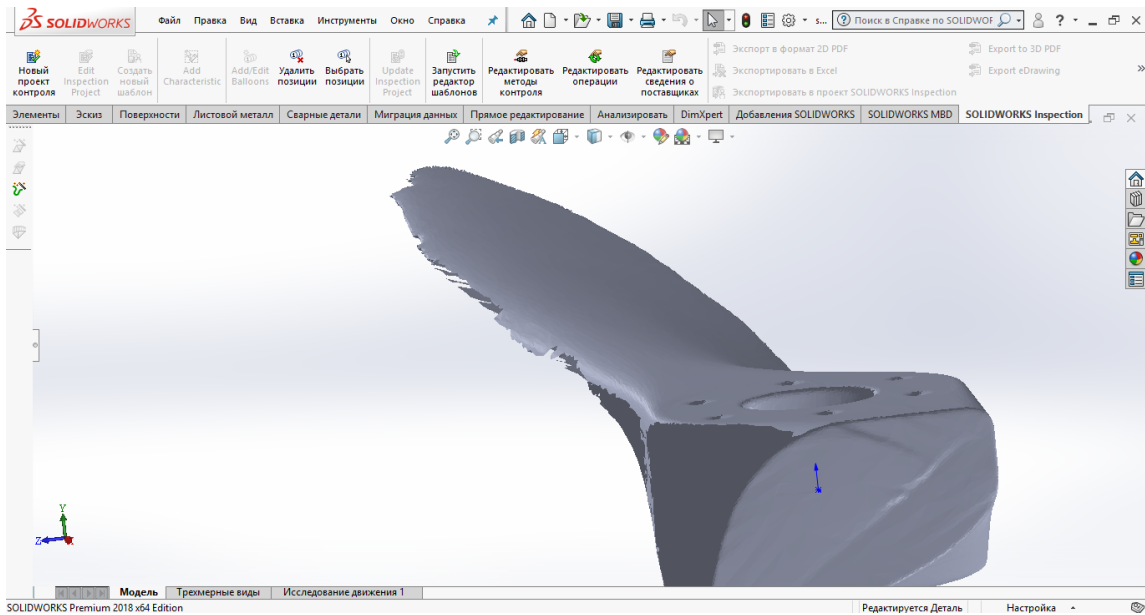 SOLIDWORKS Файл Правка Вид Вставка Инструменты Окно Справка s... Поиск в Справке по SOLIDWOF
Новый проект контроля
Edit Inspection Project
Создать новый шаблон
Add Characteristic
Add/Edit Balloons
Удалить позиции
Выбрать позиции
Update Inspection Project
Запустить редактор шаблонов
Редактировать методы контроля
Редактировать операции
Редактировать сведения о поставщиках
Экспорт в формат 2D PDF
Экспортировать в Excel
Экспортировать в проект SOLIDWORKS Inspection
Export to 3D PDF
Export eDrawing
Элементы Эскиз Поверхности Листовой металл Сварные детали Миграция данных Прямое редактирование Анализировать DimXpert Добавления SOLIDWORKS SOLIDWORKS MBD SOLIDWORKS Inspection
Y
Z
Модель Трехмерные виды Исследование движения 1
SOLIDWORKS Premium 2018 x64 Edition Редактируется Деталь Настройка